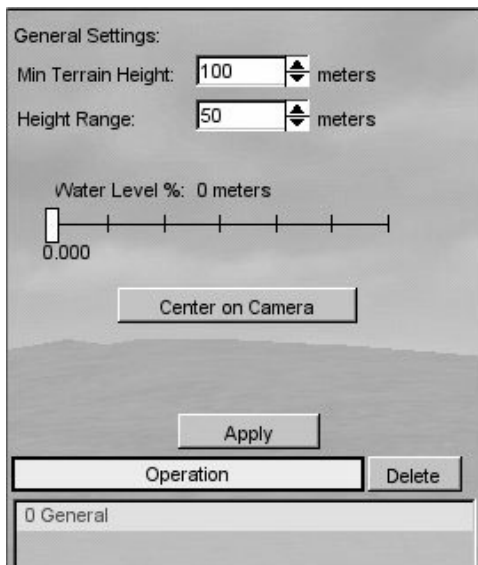 General Settings:
Min Terrain Height: 100 meters
Height Range: 50 meters
Water Level %: 0 meters
0.000
Center on Camera
Apply
Operation Delete
0 General